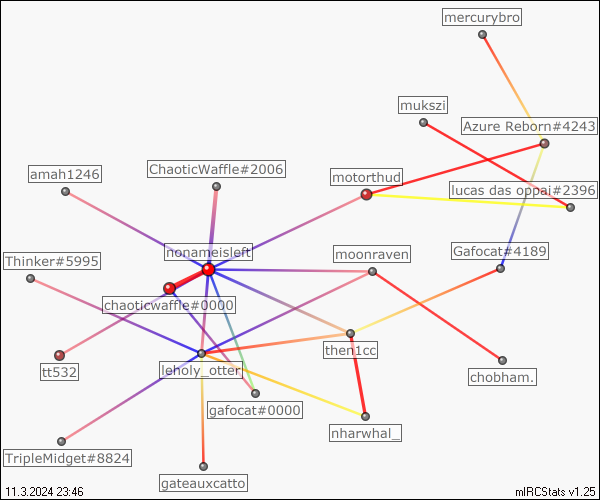 mercurybro
mukszi
Azure Reborn#4243
ChaoticWaffle#2006
amah1246
motorthud
lucas das oppai#2396
nonameisleft
moonraven
Gafocat#4189
Thinker#5995
chaoticwaffle#0000
then1cc
leholy_otter
tt532
chobham.
gafocat#0000
nharwhal_
TripleMidget#8824
gateauxcatto
11.3.2024 23:46
mIRCStats v1.25